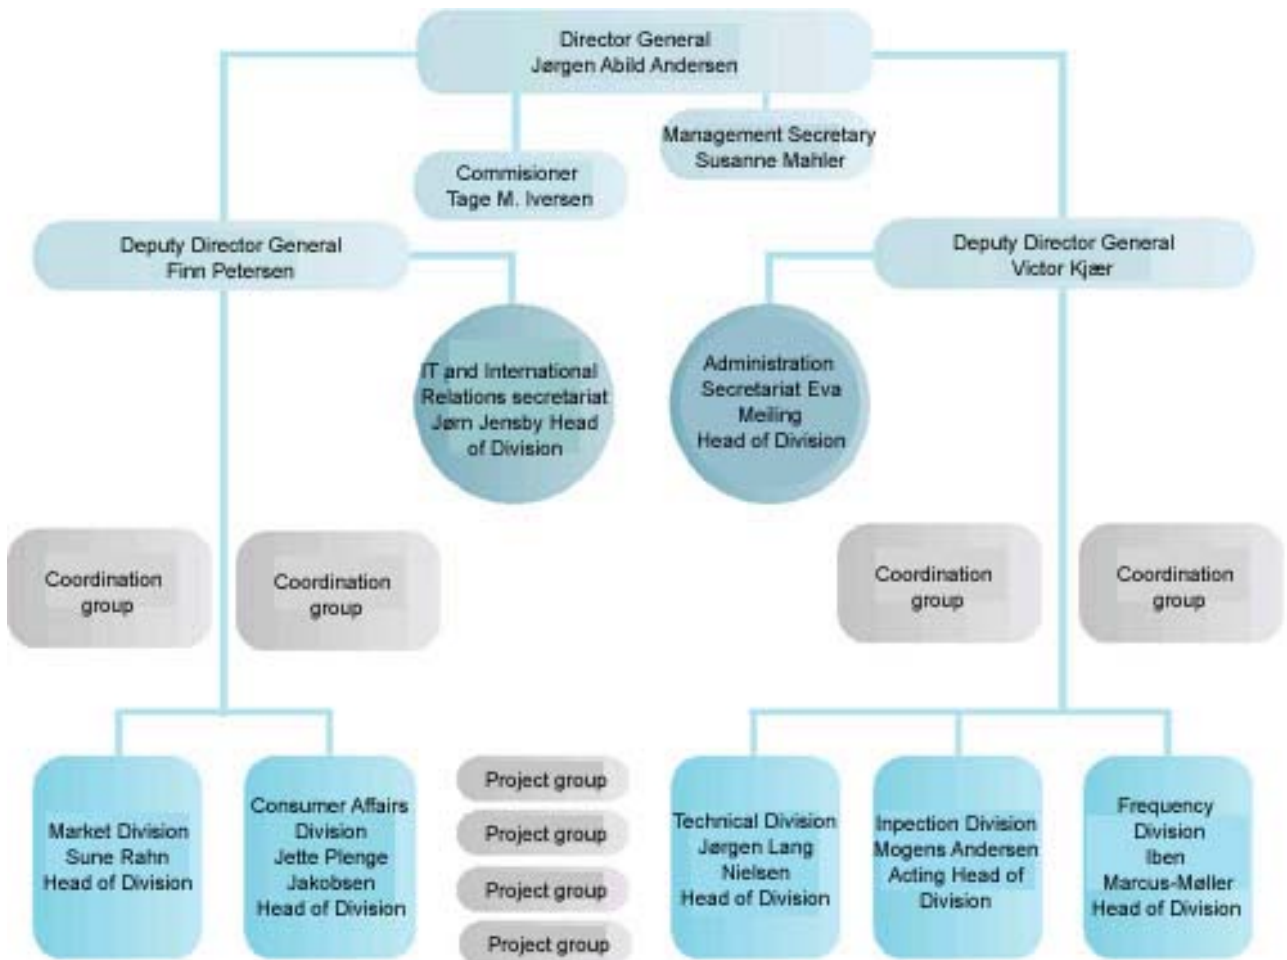 Director General
Jørgen Abild Andersen
Management Secretary
Susanne Mahler
Commisioner
Tage M. Iversen
Deputy Director General
Finn Petersen
Deputy Director General
Victor Kjær
IT and International
Relations secretariat
Jørn Jensby Head
of Division
Administration
Secretariat Eva
Meiling
Head of Division
Coordination
group
Coordination
group
Coordination
group
Coordination
group
Market Division
Sune Rahn
Head of Division
Consumer Affairs
Division
Jette Plenge
Jakobsen
Head of Division
Project group
Project group
Project group
Project group
Technical Division
Jørgen Lang
Nielsen
Head of Division
Inpection Division
Mogens Andersen
Acting Head of
Division
Frequency
Division
Iben
Marcus-Møller
Head of Division